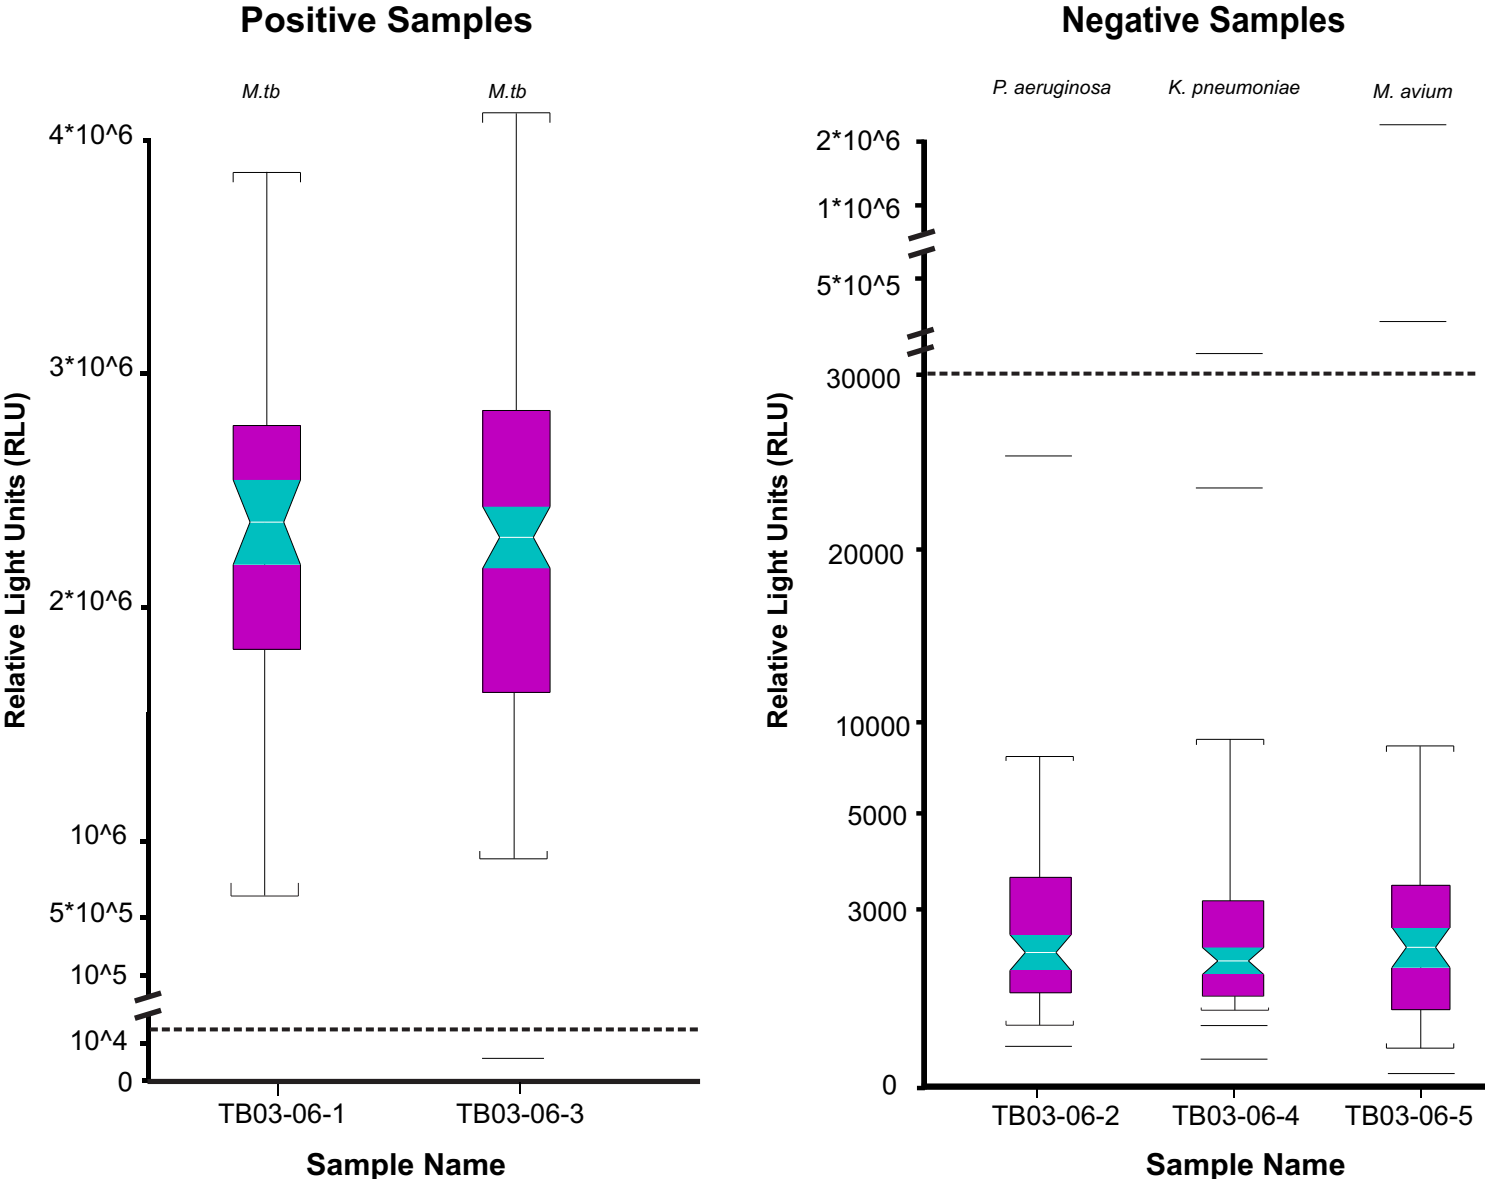 Positive Samples
M.tb
M.tb
4*10^6
3*10^6
2*10^6
10^6
5*10^5
10^5
10^4
0
Relative Light Units (RLU)
TB03-06-1
TB03-06-3
Sample Name
Negative Samples
P. aeruginosa
K. pneumoniae
M. avium
2*10^6
1*10^6
5*10^5
30000
20000
10000
5000
3000
0
Relative Light Units (RLU)
TB03-06-2
TB03-06-4
TB03-06-5
Sample Name